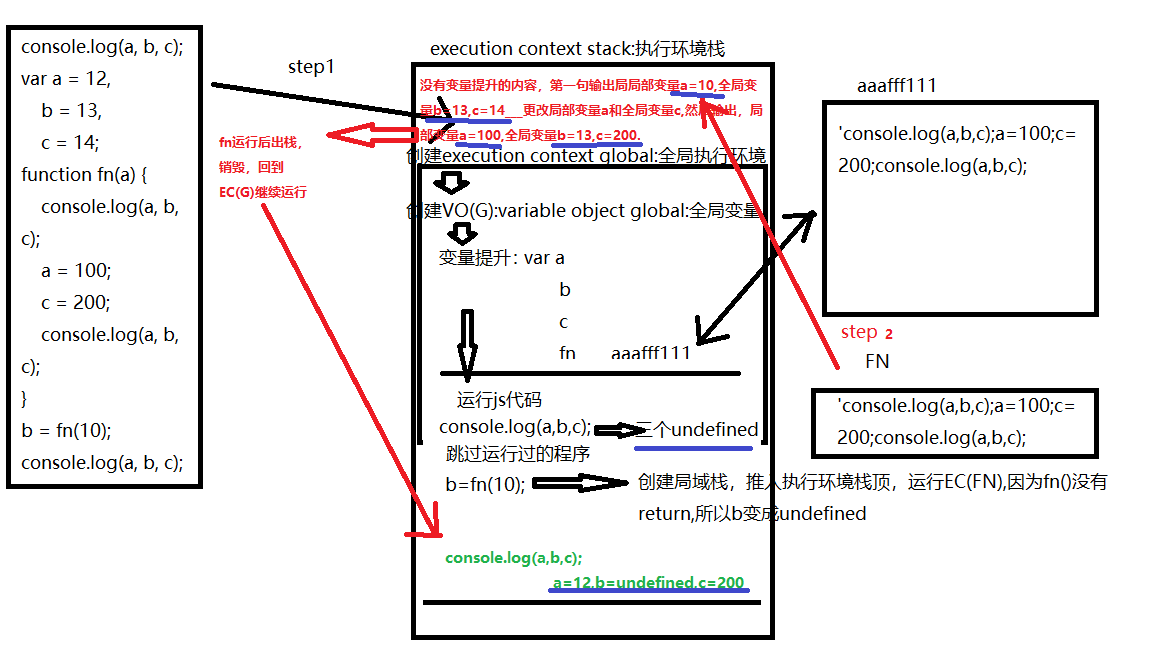 console.log(a, b, c);
var a = 12,
b = 13,
c = 14;
function fn(a) {
console.log(a, b,
c);
a = 100;
c = 200;
console.log(a, b,
c);
}
b = fn(10);
console.log(a, b, c);
step1
execution context stack:执行环境栈
没有变量提升的内容，第一句输出局局部变量a=10,全局变
量b=13,c=14___更改局部变量a和全局变量c,然后输出，局
部变量a=100,全局变量b=13,c=200.
fn运行后出栈，
销毁，回到
EC(G)继续运行
创建execution context global:全局执行环境
创建VO(G):variable object global:全局变量
变量提升：var a
b
c
fn aaafff111
运行js代码
console.log(a,b,c);
三个undefined
跳过运行过的程序
b=fn(10);
创建局域栈，推入执行环境栈顶，运行EC(FN),因为fn()没有
return,所以b变成undefined
console.log(a,b,c);
a=12,b=undefined,c=200
aaafff111
'console.log(a,b,c);a=100;c=
200;console.log(a,b,c);
step 2
FN
'console.log(a,b,c);a=100;c=
200;console.log(a,b,c);